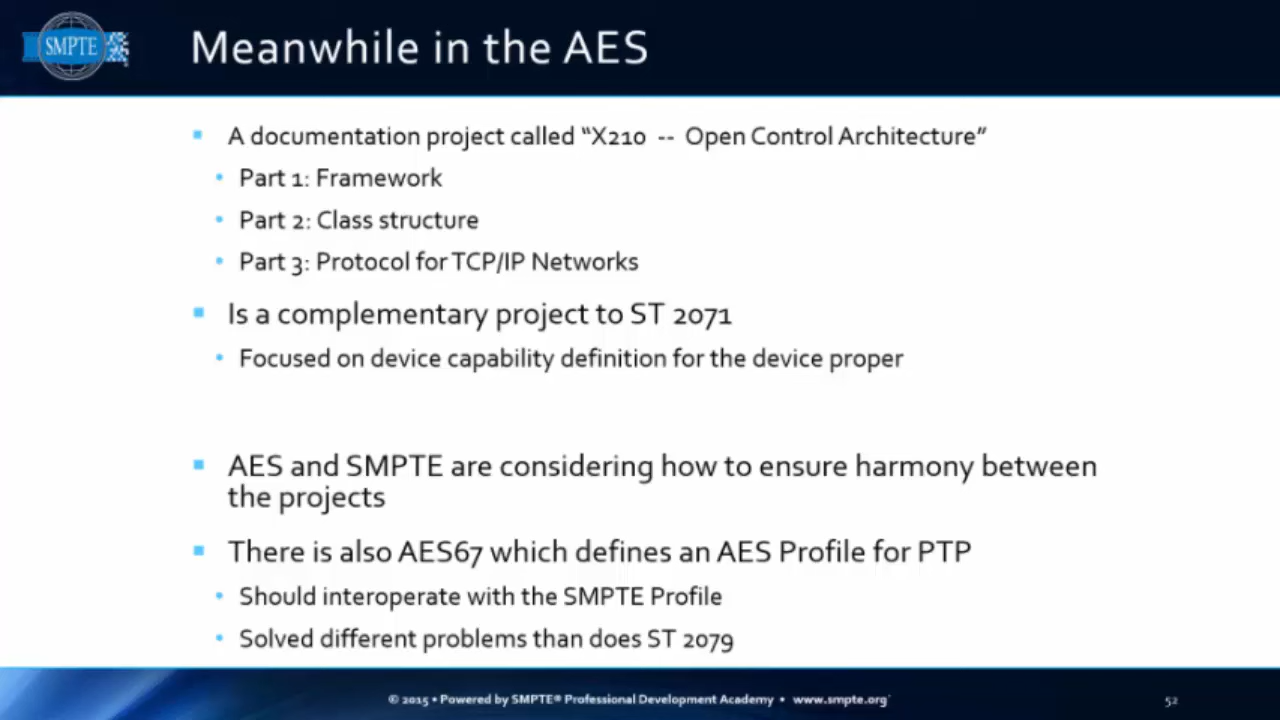 SMPTE
Meanwhile in the AES
A documentation project called “X210 -- Open Control Architecture”
Part 1: Framework
Part 2: Class structure
Part 3: Protocol for TCP/IP Networks
Is a complementary project to ST 2071
Focused on device capability definition for the device proper
AES and SMPTE are considering how to ensure harmony between
the projects
There is also AES67 which defines an AES Profile for PTP
Should interoperate with the SMPTE Profile
Solved different problems than does ST 2079
© 2015 • Powered by SMPTE® Professional Development Academy • www.smpte.org
52